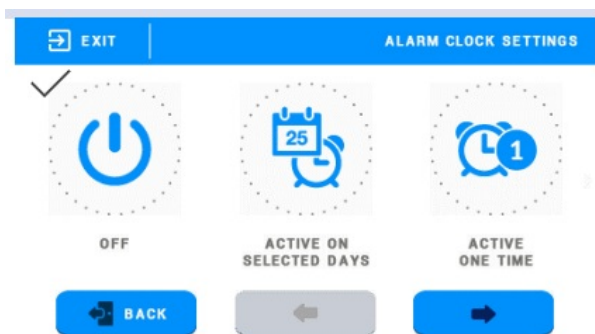 EXIT
ALARM CLOCK SETTINGS
25
1
OFF
ACTIVE ON
SELECTED DAYS
ACTIVE
ONE TIME
BACK